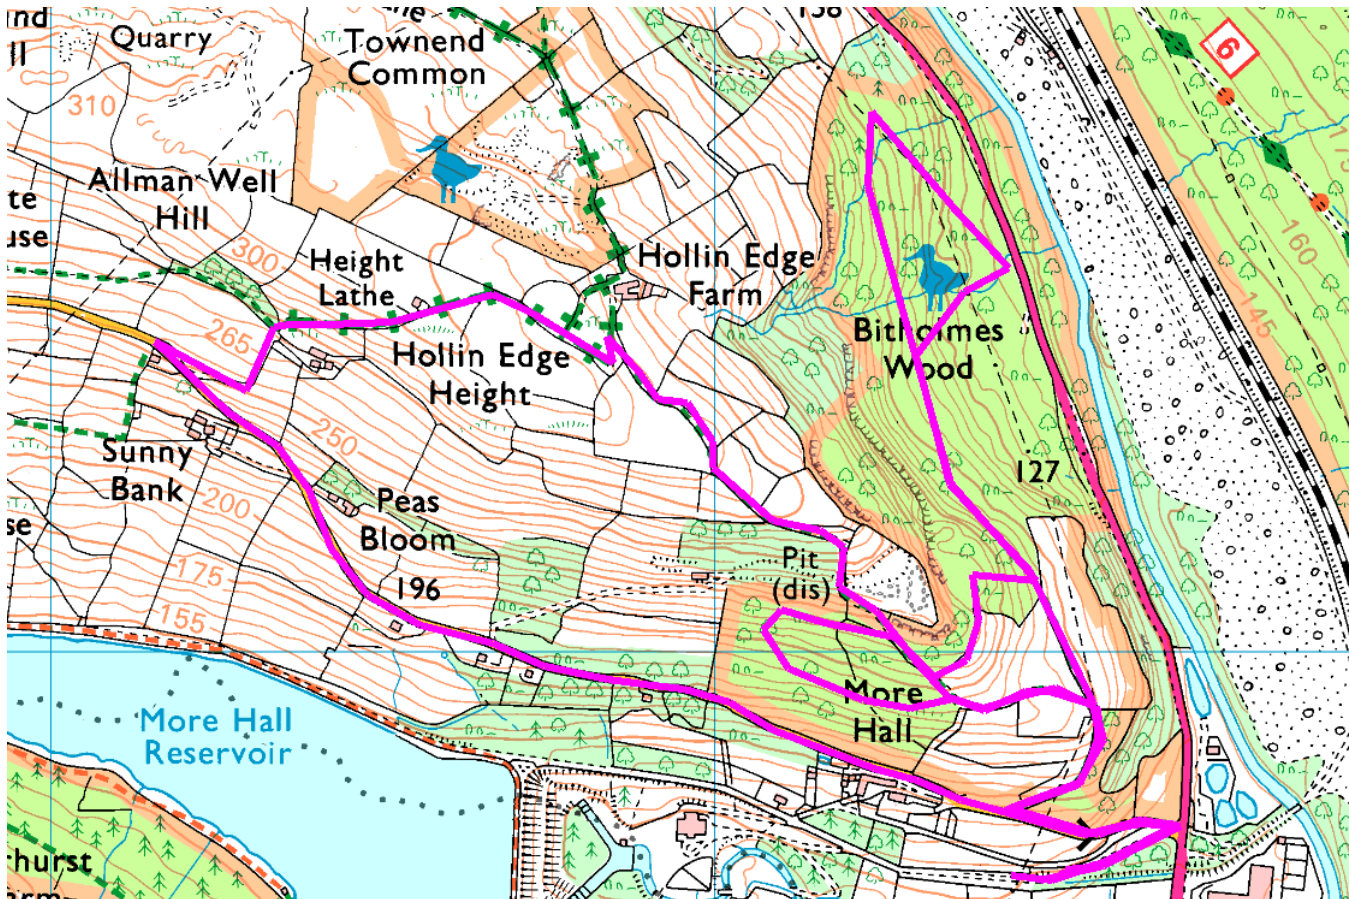 Quarry
Townend
Common
138
6
310
Allman Well
Hill
300
Height
Lathe
Hollin Edge
Farm
160
145
265
Hollin Edge
Height
Bitholmes
Wood
250
Sunny
Bank
127
200
Peas
Bloom
196
Pit
(dis)
175
155
More
Hall
More Hall
Reservoir